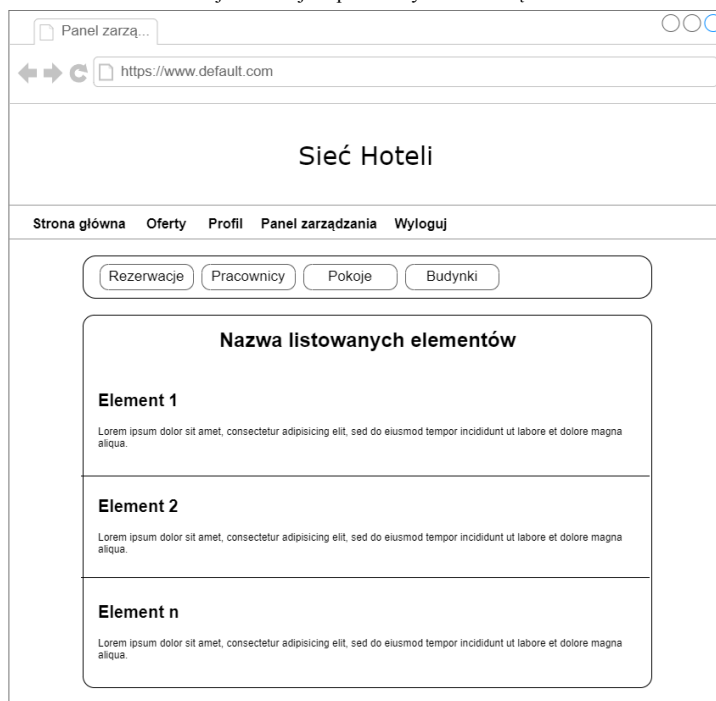 Panel zarzą...
https://www.default.com
Sieć Hoteli
Strona główna Oferty Profil Panel zarządzania Wyloguj
Rezerwacje Pracownicy Pokoje Budynki
Nazwa listowanych elementów
Element 1
Lorem ipsum dolor sit amet, consectetur adipisicing elit, sed do eiusmod tempor incididunt ut labore et dolore magna
aliqua.
Element 2
Lorem ipsum dolor sit amet, consectetur adipisicing elit, sed do eiusmod tempor incididunt ut labore et dolore magna
aliqua.
Element n
Lorem ipsum dolor sit amet, consectetur adipisicing elit, sed do eiusmod tempor incididunt ut labore et dolore magna
aliqua.